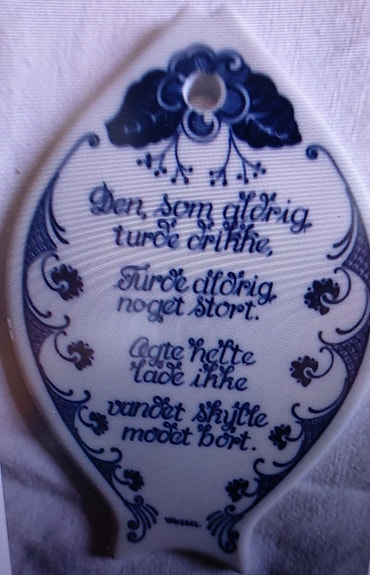 Den, som aldrig
turde drikke,
Turde aldrig
noget stort.
Ægte helte
lade ikke
vandet skylle
modet bort.